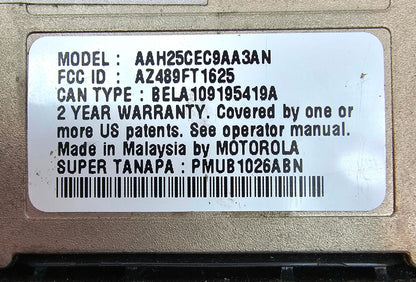 MODEL : AAH25CEC9AA3AN
FCC ID : AZ489FT1625
CAN TYPE : BELA109195419A
2 YEAR WARRANTY. Covered by one or
more US patents. See operator manual.
Made in Malaysia by MOTOROLA
SUPER TANAPA : PMUB1026ABN